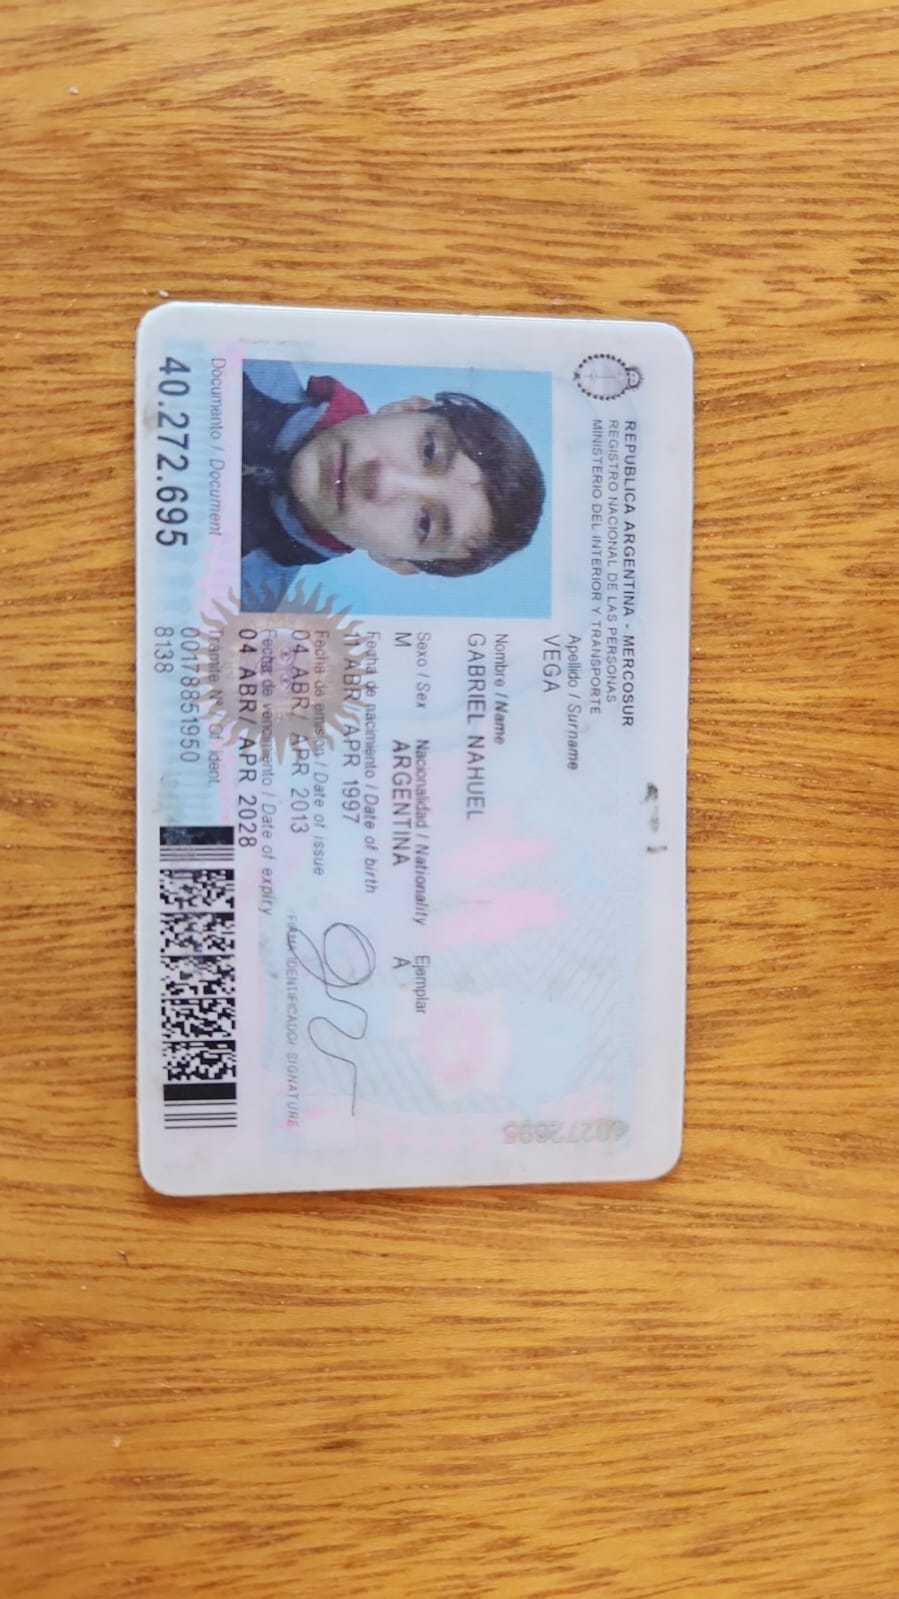 REPUBLICA ARGENTINA - MERCOSUR
REGISTRO NACIONAL DE LAS PERSONAS
MINISTERIO DEL INTERIOR Y TRANSPORTE
Apellido / Surname
VEGA
Nombre / Name
GABRIEL NAHUEL
Sexo / Sex Nacionalidad / Nationality Ejemplar
M ARGENTINA A
Fecha de nacimiento / Date of birth
11 ABR/ APR 1997
Fecha de emisión / Date of issue
04 ABR/ APR 2013
Fecha de vencimiento / Date of expiry
04 ABR/ APR 2028
FIRMA IDENTIFICADO/ SIGNATURE
Documento / Document
40.272.695
Trámite Nº / Of. ident.
00178851950
8138